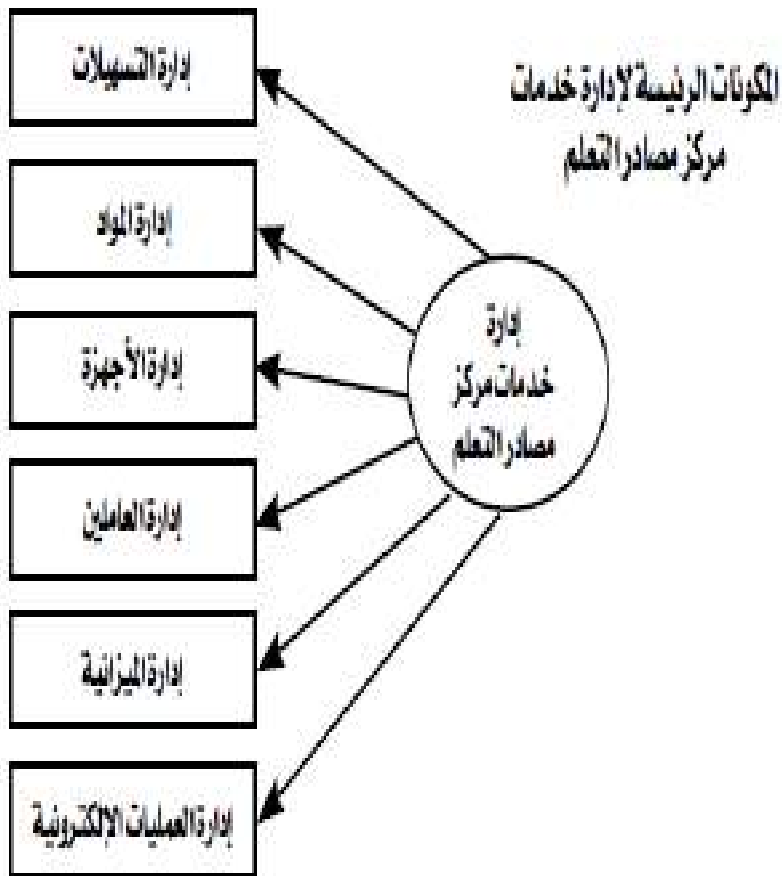 المكونات الرئيسة لإدارة خدمات
مركز مصادر التعلم
إدارة
خدمات مركز
مصادر التعلم
إدارة التسهيلات
إدارة المواد
إدارة الأجهزة
إدارة العاملين
إدارة الميزانية
إدارة العمليات الإلكترونية